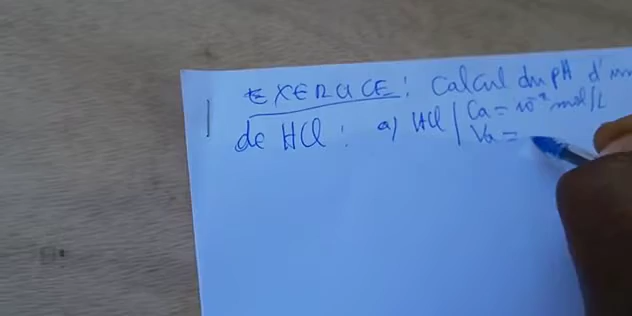 EXERCICE : Calcul du pH d'un
de HCl : a) HCl | Ca = 10⁻² mol/L
Va =